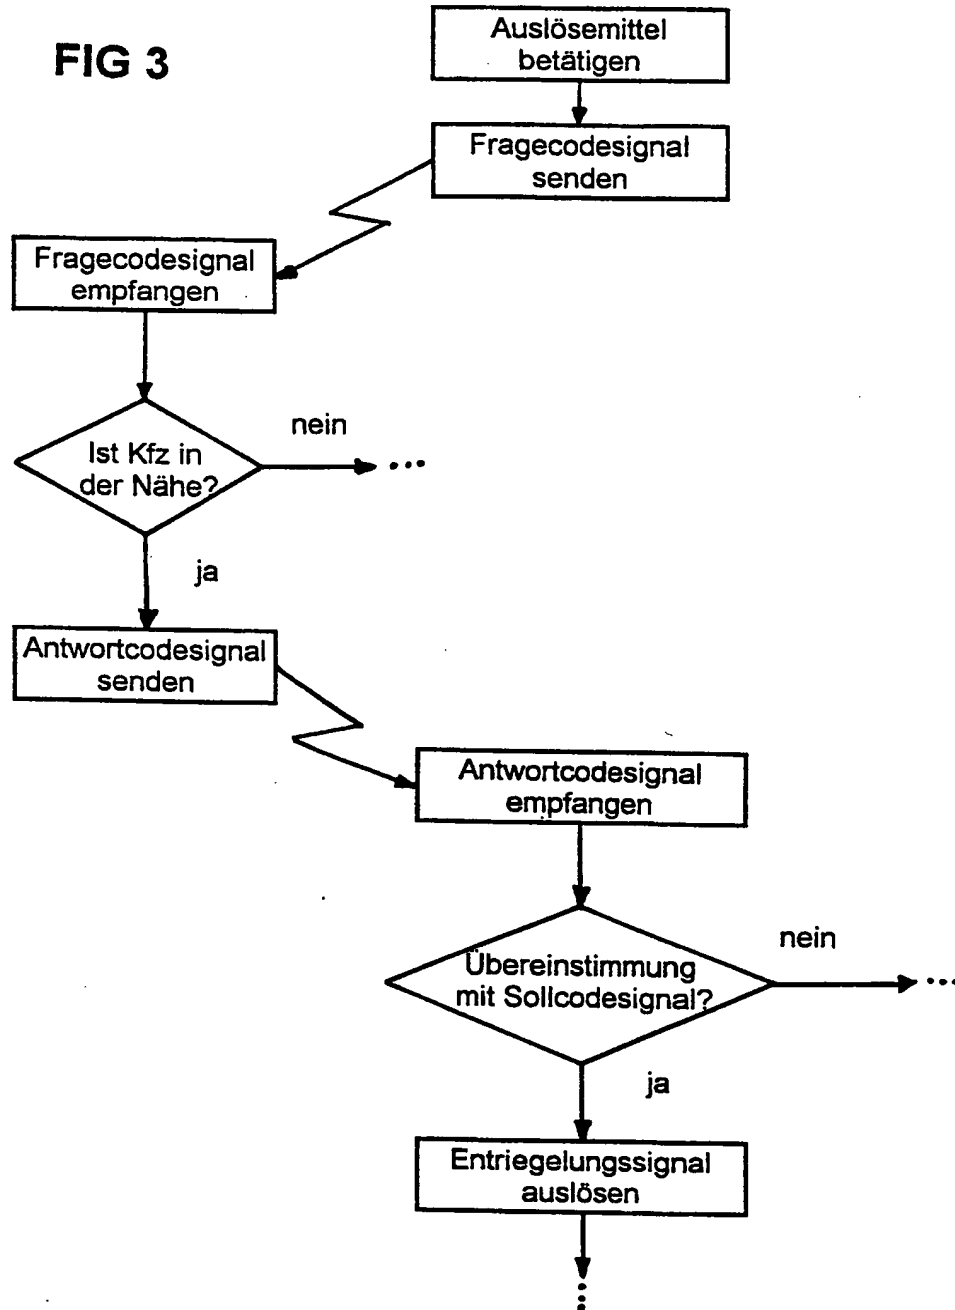 FIG 3
Auslösemittel
betätigen
Fragecodesignal
senden
Fragecodesignal
empfangen
nein
Ist Kfz in
der Nähe?
ja
Antwortcodesignal
senden
Antwortcodesignal
empfangen
nein
Übereinstimmung
mit Sollcodesignal?
ja
Entriegelungssignal
auslösen